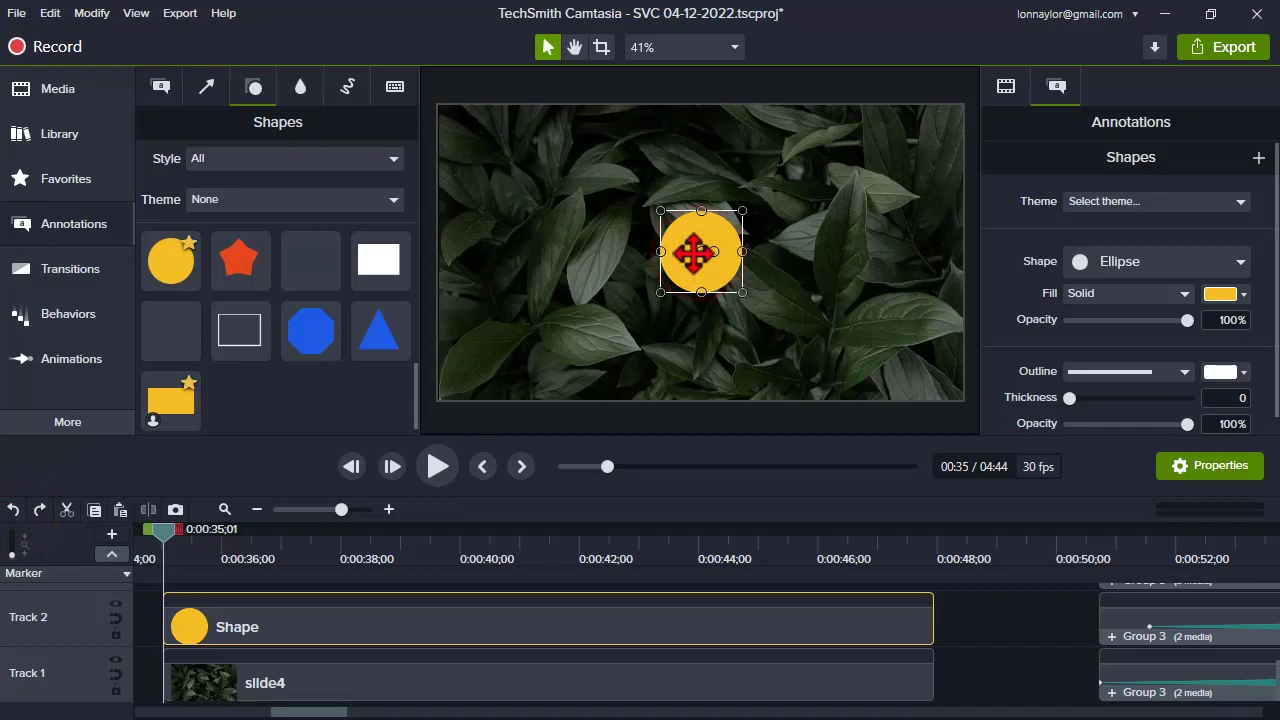 File Edit Modify View Export Help
TechSmith Camtasia - SVC 04-12-2022.tscproj*
lonnaylor@gmail.com
Record
41%
Export
Media
Library
Favorites
Annotations
Transitions
Behaviors
Animations
More
Shapes
Style All
Theme None
Annotations
Shapes
Theme Select theme...
Shape Ellipse
Fill Solid
Opacity 100%
Outline
Thickness 0
Opacity 100%
00:35 / 04:44 30 fps
Properties
0:00:35;01
4;00 0:00:36;00 0:00:38;00 0:00:40;00 0:00:42;00 0:00:44;00 0:00:46;00 0:00:48;00 0:00:50;00 0:00:52;00
Marker
Track 2
Shape
+ Group 3 (2 media)
Track 1
slide4
+ Group 3 (2 media)